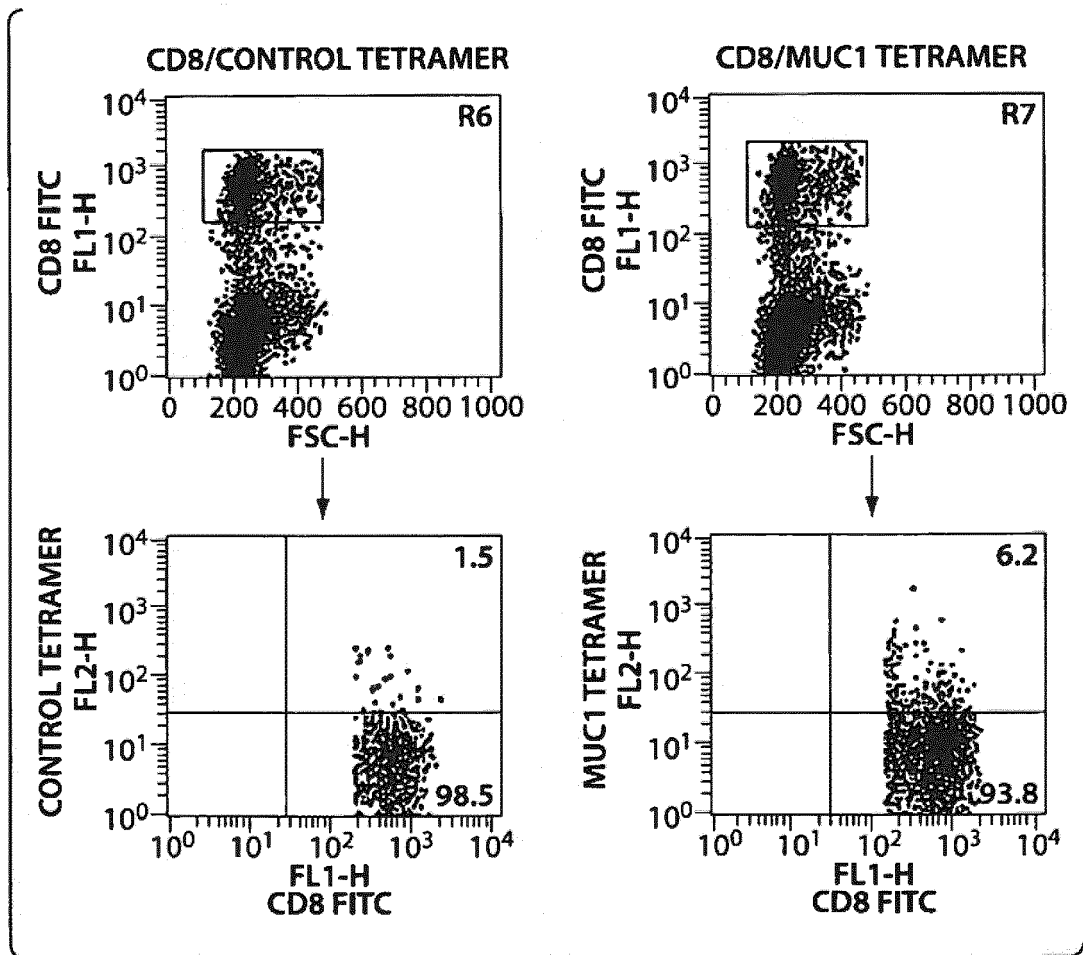 CD8/CONTROL TETRAMER
10⁴
10³
10²
10¹
10⁰
CD8 FITC
FL1-H
R6
0 200 400 600 800 1000
FSC-H
CD8/MUC1 TETRAMER
10⁴
10³
10²
10¹
10⁰
CD8 FITC
FL1-H
R7
0 200 400 600 800 1000
FSC-H
CONTROL TETRAMER
FL2-H
10⁴
10³
10²
10¹
10⁰
1.5
98.5
10⁰ 10¹ 10² 10³ 10⁴
FL1-H
CD8 FITC
MUC1 TETRAMER
FL2-H
10⁴
10³
10²
10¹
10⁰
6.2
93.8
10⁰ 10¹ 10² 10³ 10⁴
FL1-H
CD8 FITC